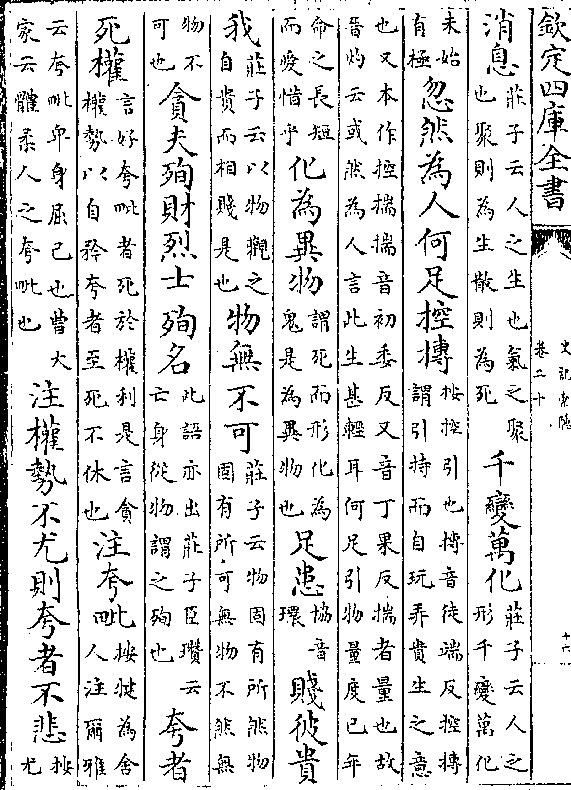 欽定四庫全書
史記索隱
卷二十
十六
消息莊子云人之生也氣之聚也聚則為生散則為死千變萬化莊子云人之形千變萬化
未始有極忽然為人何足控摶按控引也摶音徒端反控摶謂引持而自玩弄貴生之意
也又本作控揣揣音初委反又音丁果反揣者量也故晉灼云或然為人言此生甚輕耳何足引物量度已年
命之長短而愛惜乎化為異物謂死而形化為鬼是為異物也足患協音環賤彼貴
我莊子云以物觀之自貴而相賤是也物無不可莊子云物固有所然物固有所可無物不然無
物不可也貪夫殉財烈士殉名此語亦出莊子臣瓚云亡身從物謂之殉也夸者
死權言好夸毗者死於權利是言貪權勢以自矜夸者至死不休也注夸毗按犍為舍人注爾雅
云夸毗卑身屈已也曹大家云體柔人之夸毗也注權勢不尤則夸者不悲按尤